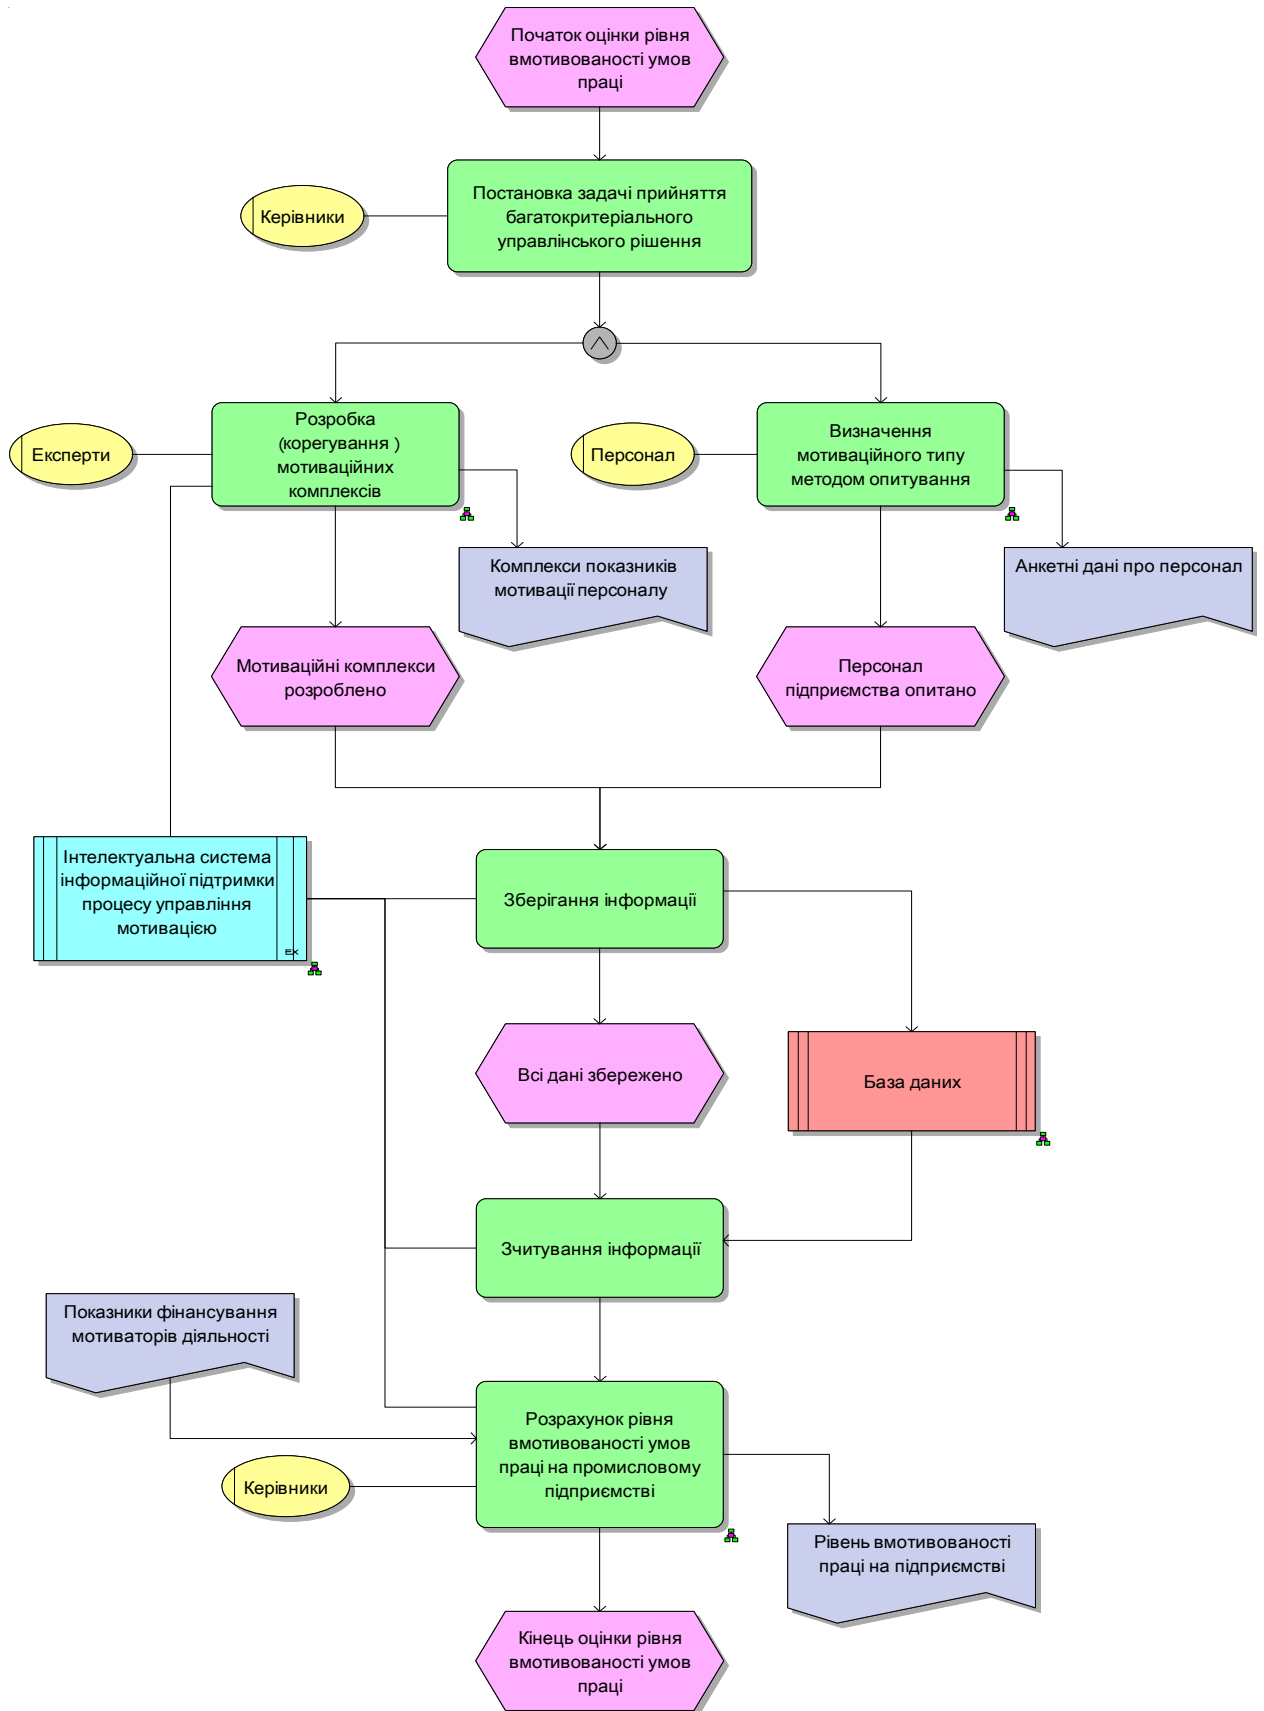 Початок оцінки рівня
вмотивованості умов
праці
Керівники
Постановка задачі прийняття
багатокритеріального
управлінського рішення
Експерти
Розробка
(корегування )
мотиваційних
комплексів
Персонал
Визначення
мотиваційного типу
методом опитування
Комплекси показників
мотивації персоналу
Анкетні дані про персонал
Мотиваційні комплекси
розроблено
Персонал
підприємства опитано
Інтелектуальна система
інформаційної підтримки
процесу управління
мотивацією
EX
Зберігання інформації
Всі дані збережено
База даних
Зчитування інформації
Показники фінансування
мотиваторів діяльності
Керівники
Розрахунок рівня
вмотивованості умов
праці на промисловому
підприємстві
Рівень вмотивованості
праці на підприємстві
Кінець оцінки рівня
вмотивованості умов
праці